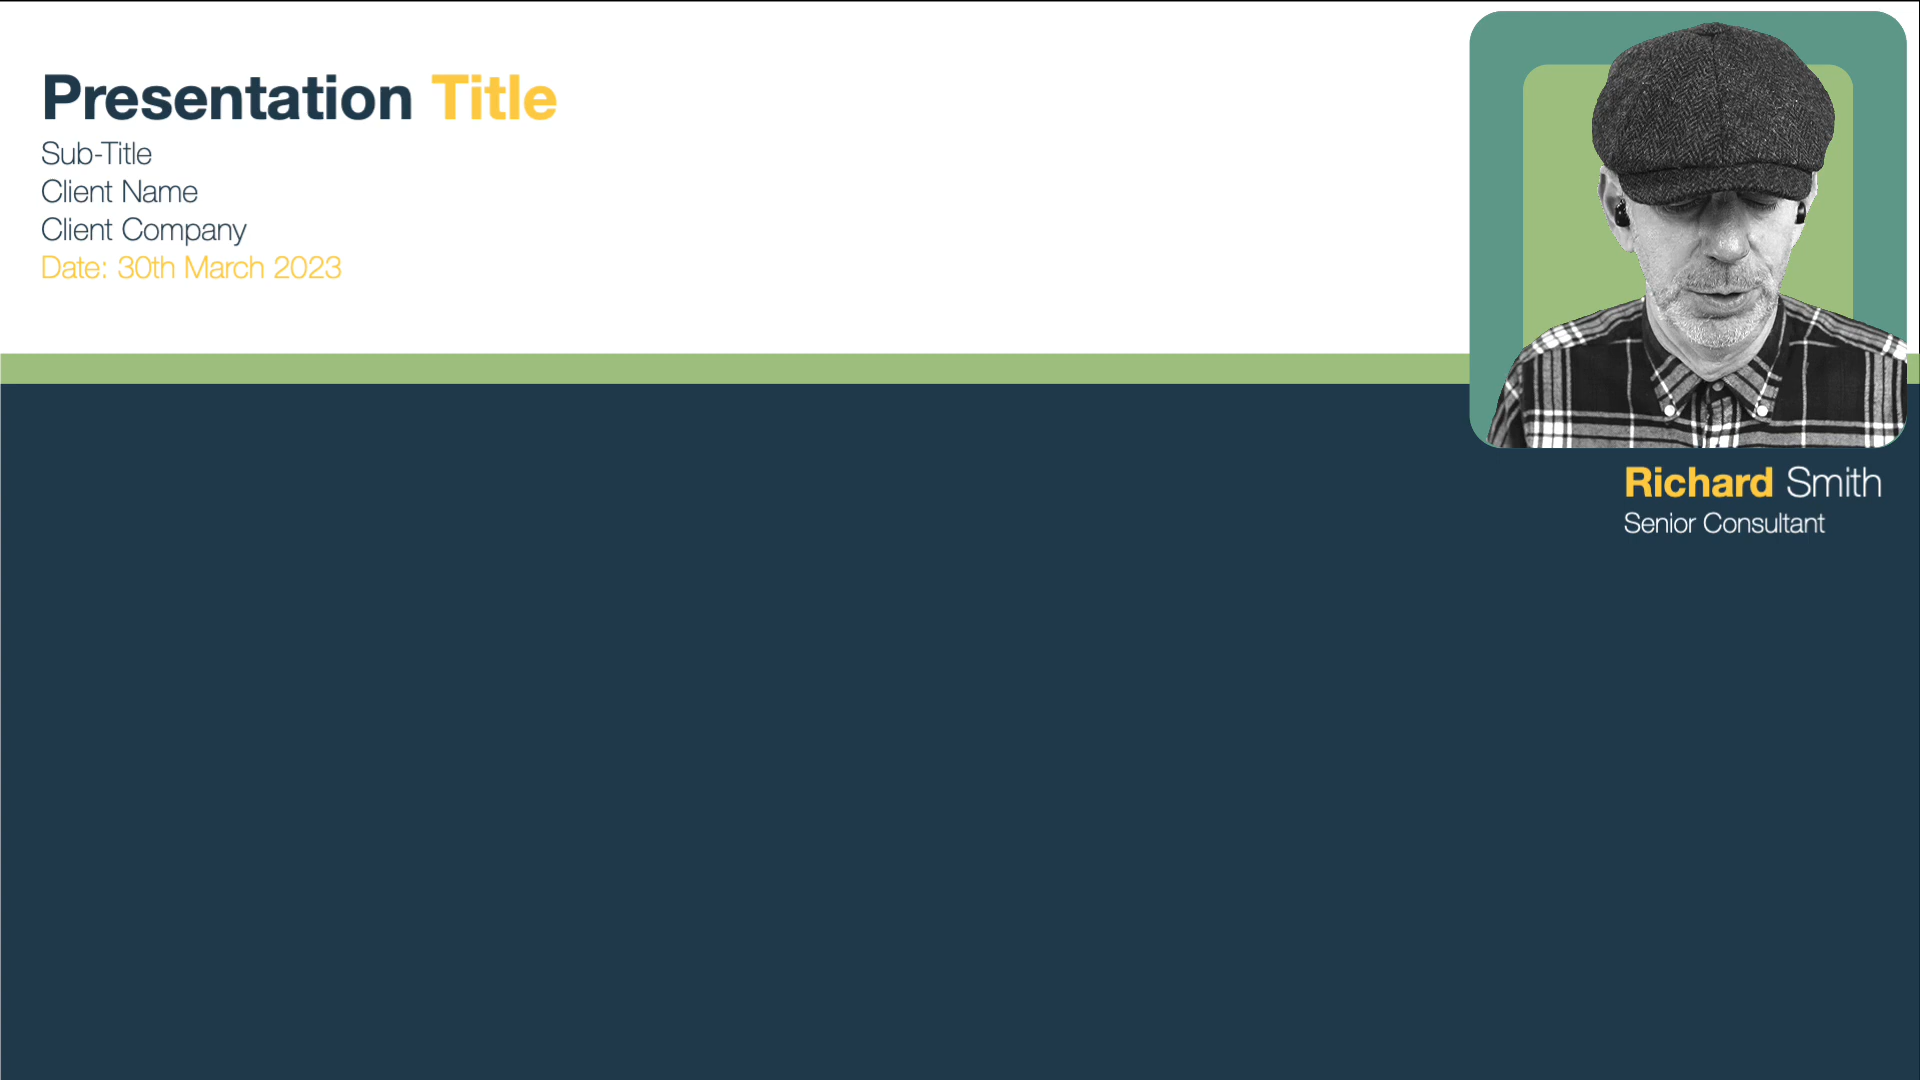 Presentation Title
Sub-Title
Client Name
Client Company
Date: 30th March 2023
Richard Smith
Senior Consultant